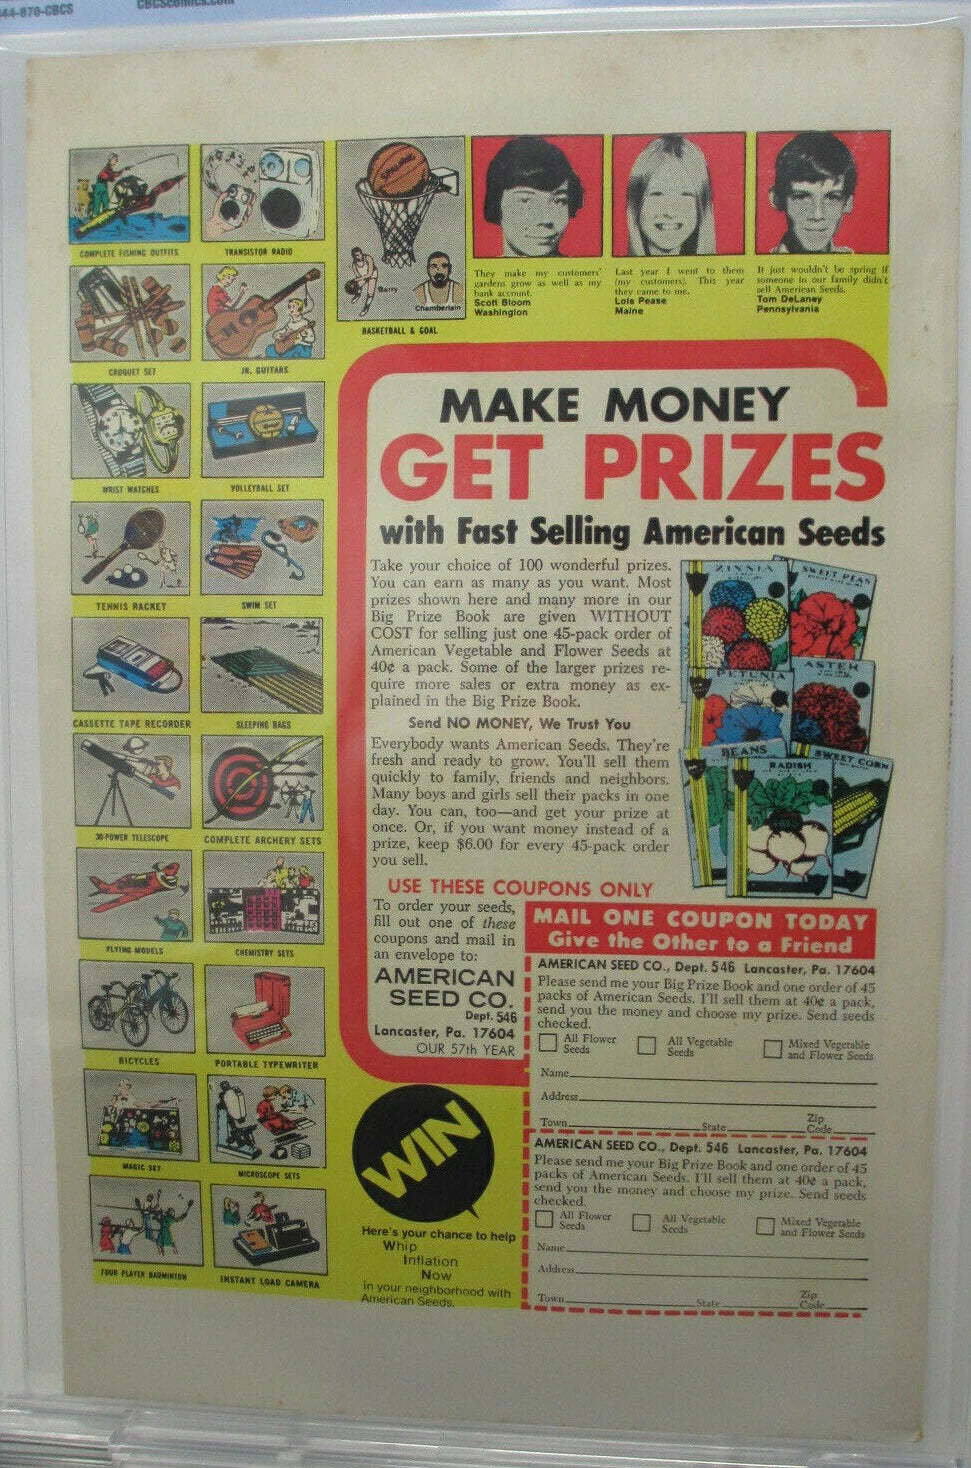 44-879-CBCS
CBCScomics.com
COMPLETE FISHING OUTFITS
TRANSISTOR RADIO
SPALDING
Barry
Chamberlain
BASKETBALL & GOAL
They make my customers'
gardens grow as well as my
bank account.
Scott Bloom
Washington
Last year I went to them
(my customers). This year
they came to me.
Lois Pease
Maine
It just wouldn't be spring if
someone in our family didn't
sell American Seeds.
Tom DeLaney
Pennsylvania
CROQUET SET
JR. GUITARS
WRIST WATCHES
VOLLEYBALL SET
TENNIS RACKET
SWIM SET
CASSETTE TAPE RECORDER
SLEEPING BAGS
30-POWER TELESCOPE
COMPLETE ARCHERY SETS
FLYING MODELS
CHEMISTRY SETS
BICYCLES
PORTABLE TYPEWRITER
MAGIC SET
MICROSCOPE SETS
FOUR PLAYER BADMINTON
INSTANT LOAD CAMERA
MAKE MONEY
GET PRIZES
with Fast Selling American Seeds
Take your choice of 100 wonderful prizes.
You can earn as many as you want. Most
prizes shown here and many more in our
Big Prize Book are given WITHOUT
COST for selling just one 45-pack order of
American Vegetable and Flower Seeds at
40¢ a pack. Some of the larger prizes re-
quire more sales or extra money as ex-
plained in the Big Prize Book.
Send NO MONEY, We Trust You
Everybody wants American Seeds. They're
fresh and ready to grow. You'll sell them
quickly to family, friends and neighbors.
Many boys and girls sell their packs in one
day. You can, too—and get your prize at
once. Or, if you want money instead of a
prize, keep $6.00 for every 45-pack order
you sell.
ZINNIA
SWEET PEAS
PETUNIA
ASTER
BEANS
RADISH
SWEET CORN
USE THESE COUPONS ONLY
To order your seeds,
fill out one of these
coupons and mail in
an envelope to:
AMERICAN
SEED CO.
Dept. 546
Lancaster, Pa. 17604
OUR 57th YEAR
MAIL ONE COUPON TODAY
Give the Other to a Friend
AMERICAN SEED CO., Dept. 546 Lancaster, Pa. 17604
Please send me your Big Prize Book and one order of 45
packs of American Seeds. I'll sell them at 40¢ a pack,
send you the money and choose my prize. Send seeds
checked.
All Flower Seeds
All Vegetable Seeds
Mixed Vegetable and Flower Seeds
Name
Address
Town State Zip Code
AMERICAN SEED CO., Dept. 546 Lancaster, Pa. 17604
Please send me your Big Prize Book and one order of 45
packs of American Seeds. I'll sell them at 40¢ a pack,
send you the money and choose my prize. Send seeds
checked.
All Flower Seeds
All Vegetable Seeds
Mixed Vegetable and Flower Seeds
Name
Address
Town State Zip Code
WIN
Here's your chance to help
Whip
Inflation
Now
in your neighborhood with
American Seeds.